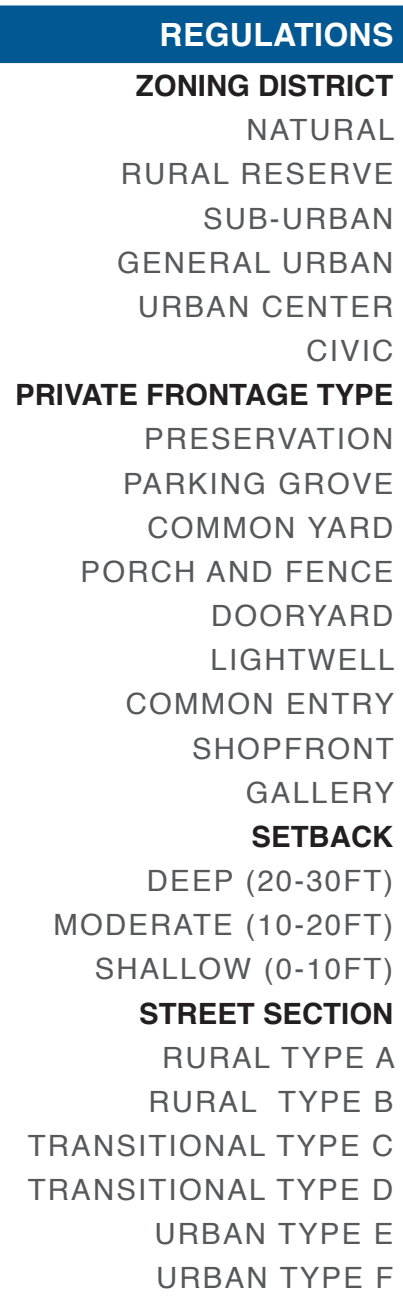 REGULATIONS
ZONING DISTRICT
NATURAL
RURAL RESERVE
SUB-URBAN
GENERAL URBAN
URBAN CENTER
CIVIC
PRIVATE FRONTAGE TYPE
PRESERVATION
PARKING GROVE
COMMON YARD
PORCH AND FENCE
DOORYARD
LIGHTWELL
COMMON ENTRY
SHOPFRONT
GALLERY
SETBACK
DEEP (20-30FT)
MODERATE (10-20FT)
SHALLOW (0-10FT)
STREET SECTION
RURAL TYPE A
RURAL TYPE B
TRANSITIONAL TYPE C
TRANSITIONAL TYPE D
URBAN TYPE E
URBAN TYPE F